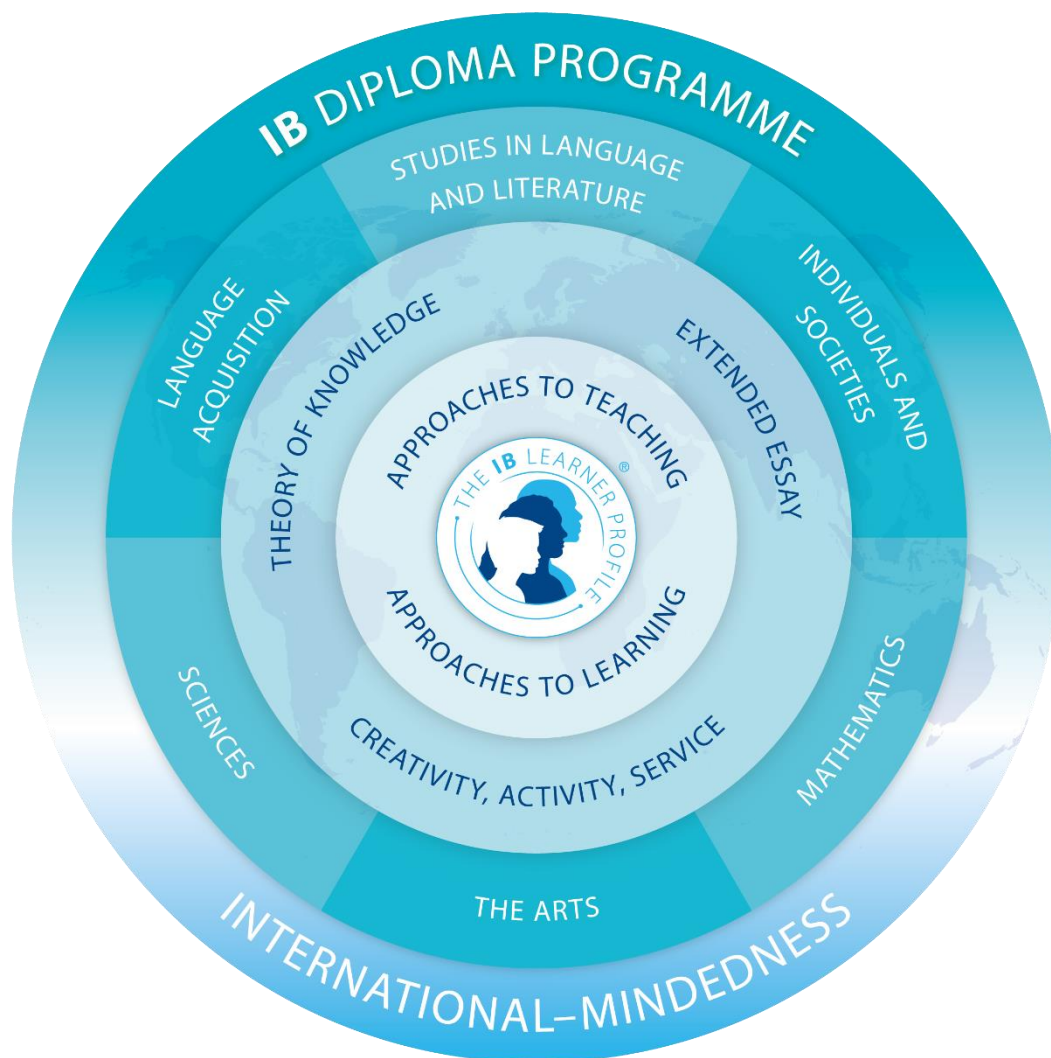 IB DIPLOMA PROGRAMME
STUDIES IN LANGUAGE
AND LITERATURE
LANGUAGE
ACQUISITION
INDIVIDUALS AND
SOCIETIES
THEORY OF KNOWLEDGE
EXTENDED ESSAY
APPROACHES TO TEACHING
THE IB LEARNER PROFILE
®
APPROACHES TO LEARNING
CREATIVITY, ACTIVITY, SERVICE
SCIENCES
MATHEMATICS
THE ARTS
INTERNATIONAL–MINDEDNESS